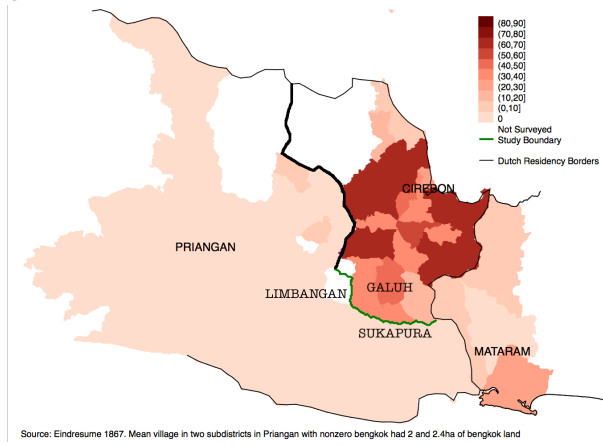 (80,90]
(70,80]
(60,70]
(50,60]
(40,50]
(30,40]
(20,30]
(10,20]
(0,10]
0
Not Surveyed
Study Boundary
Dutch Residency Borders
CIREBON
PRIANGAN
LIMBANGAN
GALUH
SUKAPURA
MATARAM
Source: Eindresume 1867. Mean village in two subdistricts in Priangan with nonzero bengkok had 2 and 2.4ha of bengkok land